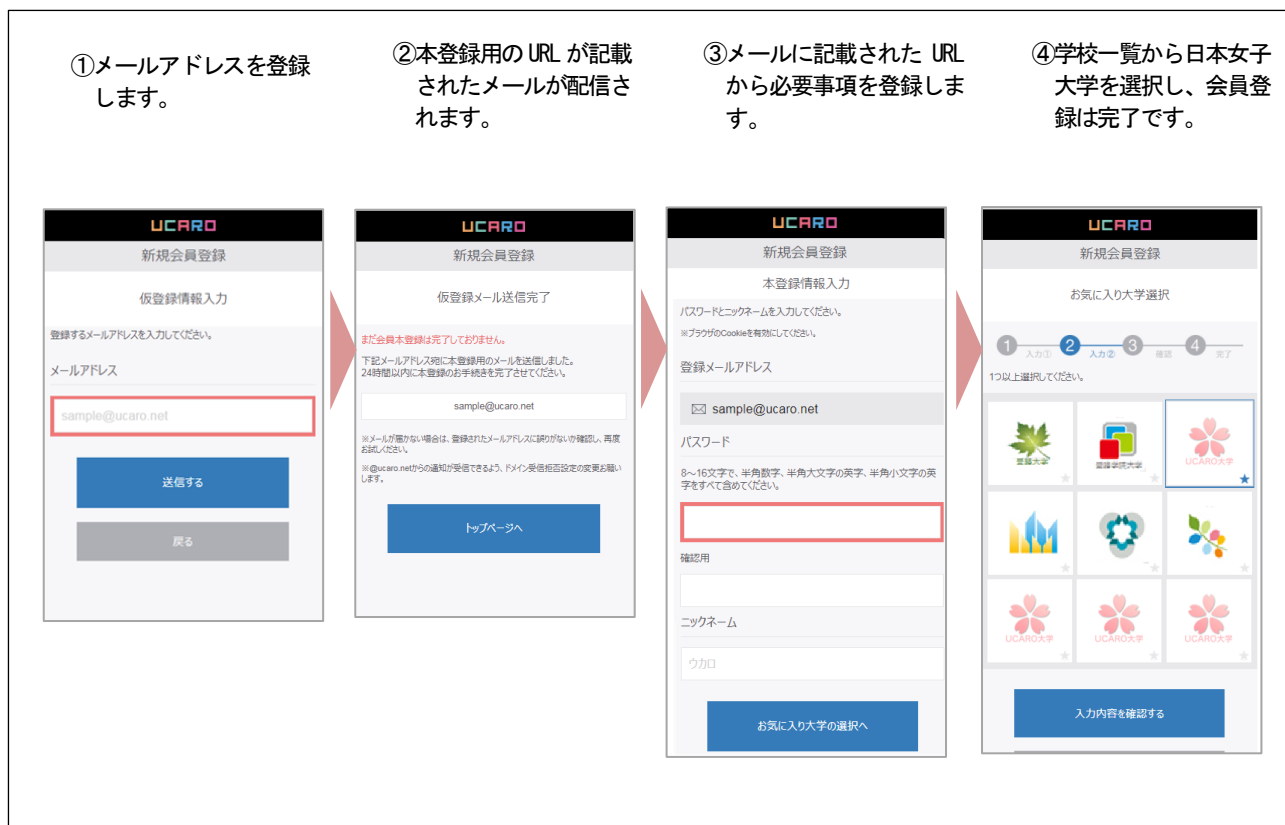 ①メールアドレスを登録
します。
②本登録用の URL が記載
されたメールが配信さ
れます。
③メールに記載された URL
から必要事項を登録しま
す。
④学校一覧から日本女子
大学を選択し、会員登
録は完了です。
UCARO
新規会員登録
仮登録情報入力
登録するメールアドレスを入力してください。
メールアドレス
sample@ucaro.net
送信する
戻る
UCARO
新規会員登録
仮登録メール送信完了
まだ会員本登録は完了しておりません。
下記メールアドレス宛に本登録用のメールを送信しました。
24時間以内に本登録のお手続きを完了させてください。
sample@ucaro.net
※メールが届かない場合は、登録されたメールアドレスに誤りがないか確認し、再度
お試しください。
※@ucaro.netからの通知が受信できるよう、ドメイン受信拒否設定の変更お願い
します。
トップページへ
UCARO
新規会員登録
本登録情報入力
パスワードとニックネームを入力してください。
※ブラウザのCookieを有効にしてください。
登録メールアドレス
sample@ucaro.net
パスワード
8～16文字で、半角数字、半角大文字の英字、半角小文字の英
字をすべて含めてください。
確認用
ニックネーム
ウカロ
お気に入り大学の選択へ
UCARO
新規会員登録
お気に入り大学選択
1 入力① 2 入力② 3 確認 4 完了
1つ以上選択してください。
UCARO大学
UCARO大学 UCARO大学 UCARO大学
入力内容を確認する